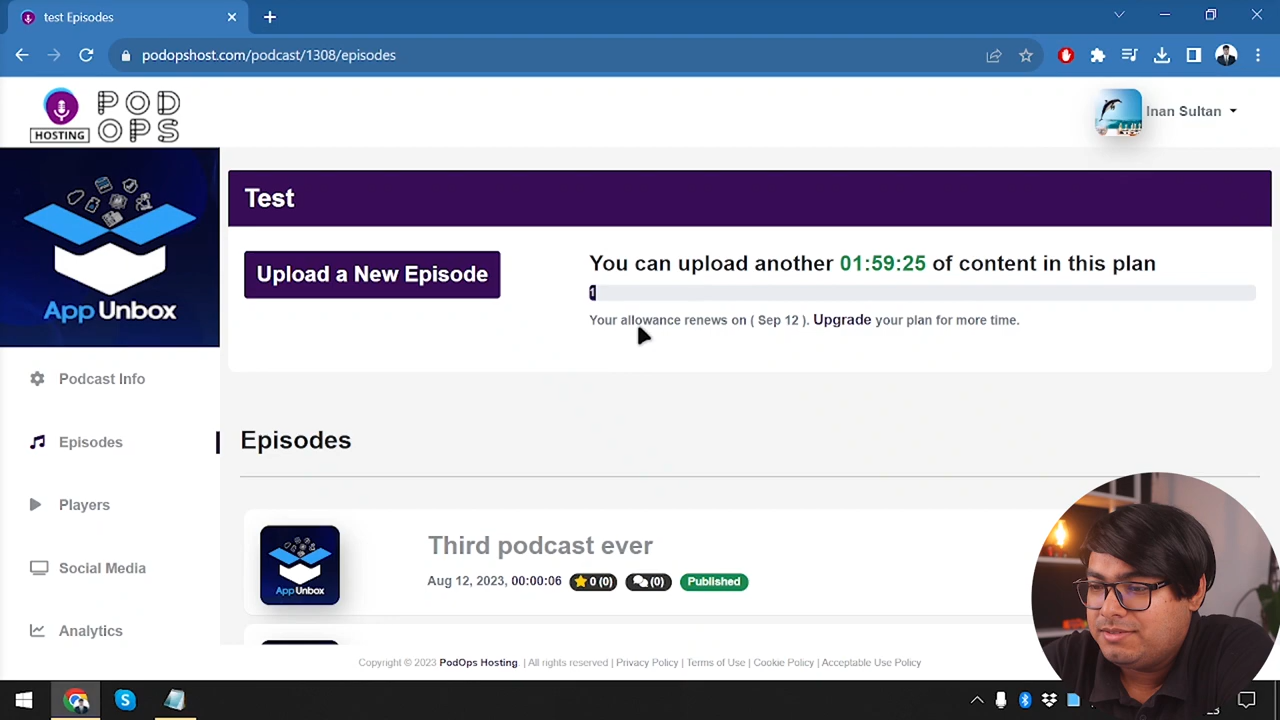 test Episodes
podopshost.com/podcast/1308/episodes
HOSTING
POD
OPS
Inan Sultan
App Unbox
Test
Upload a New Episode
You can upload another 01:59:25 of content in this plan
1
Your allowance renews on ( Sep 12 ). Upgrade your plan for more time.
Podcast Info
Episodes
Players
Social Media
Analytics
Episodes
App Unbox
Third podcast ever
Aug 12, 2023, 00:00:06 0 (0) (0) Published
Copyright © 2023 PodOps Hosting. | All rights reserved | Privacy Policy | Terms of Use | Cookie Policy | Acceptable Use Policy